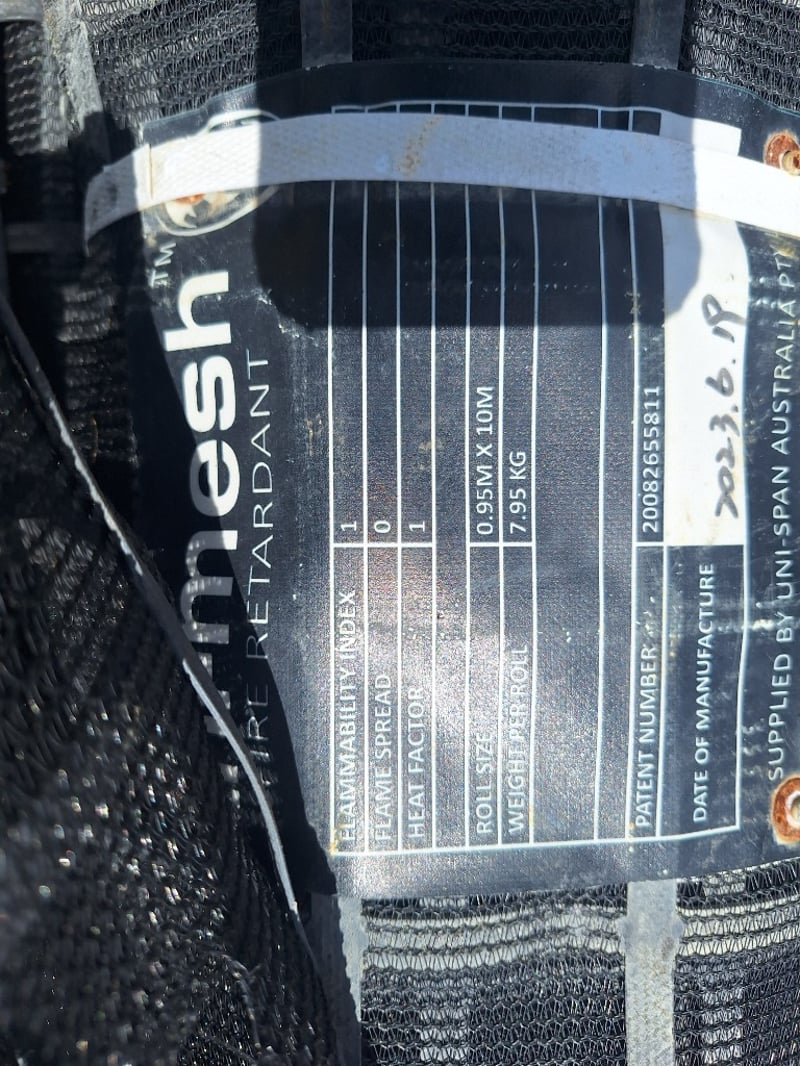 mesh™
FIRE RETARDANT
FLAMMABILITY INDEX 1
FLAME SPREAD 0
HEAT FACTOR 1
ROLL SIZE 0.95M X 10M
WEIGHT PER ROLL 7.95 KG
PATENT NUMBER 20082655811
DATE OF MANUFACTURE 2023.6.19
SUPPLIED BY UNI-SPAN AUSTRALIA